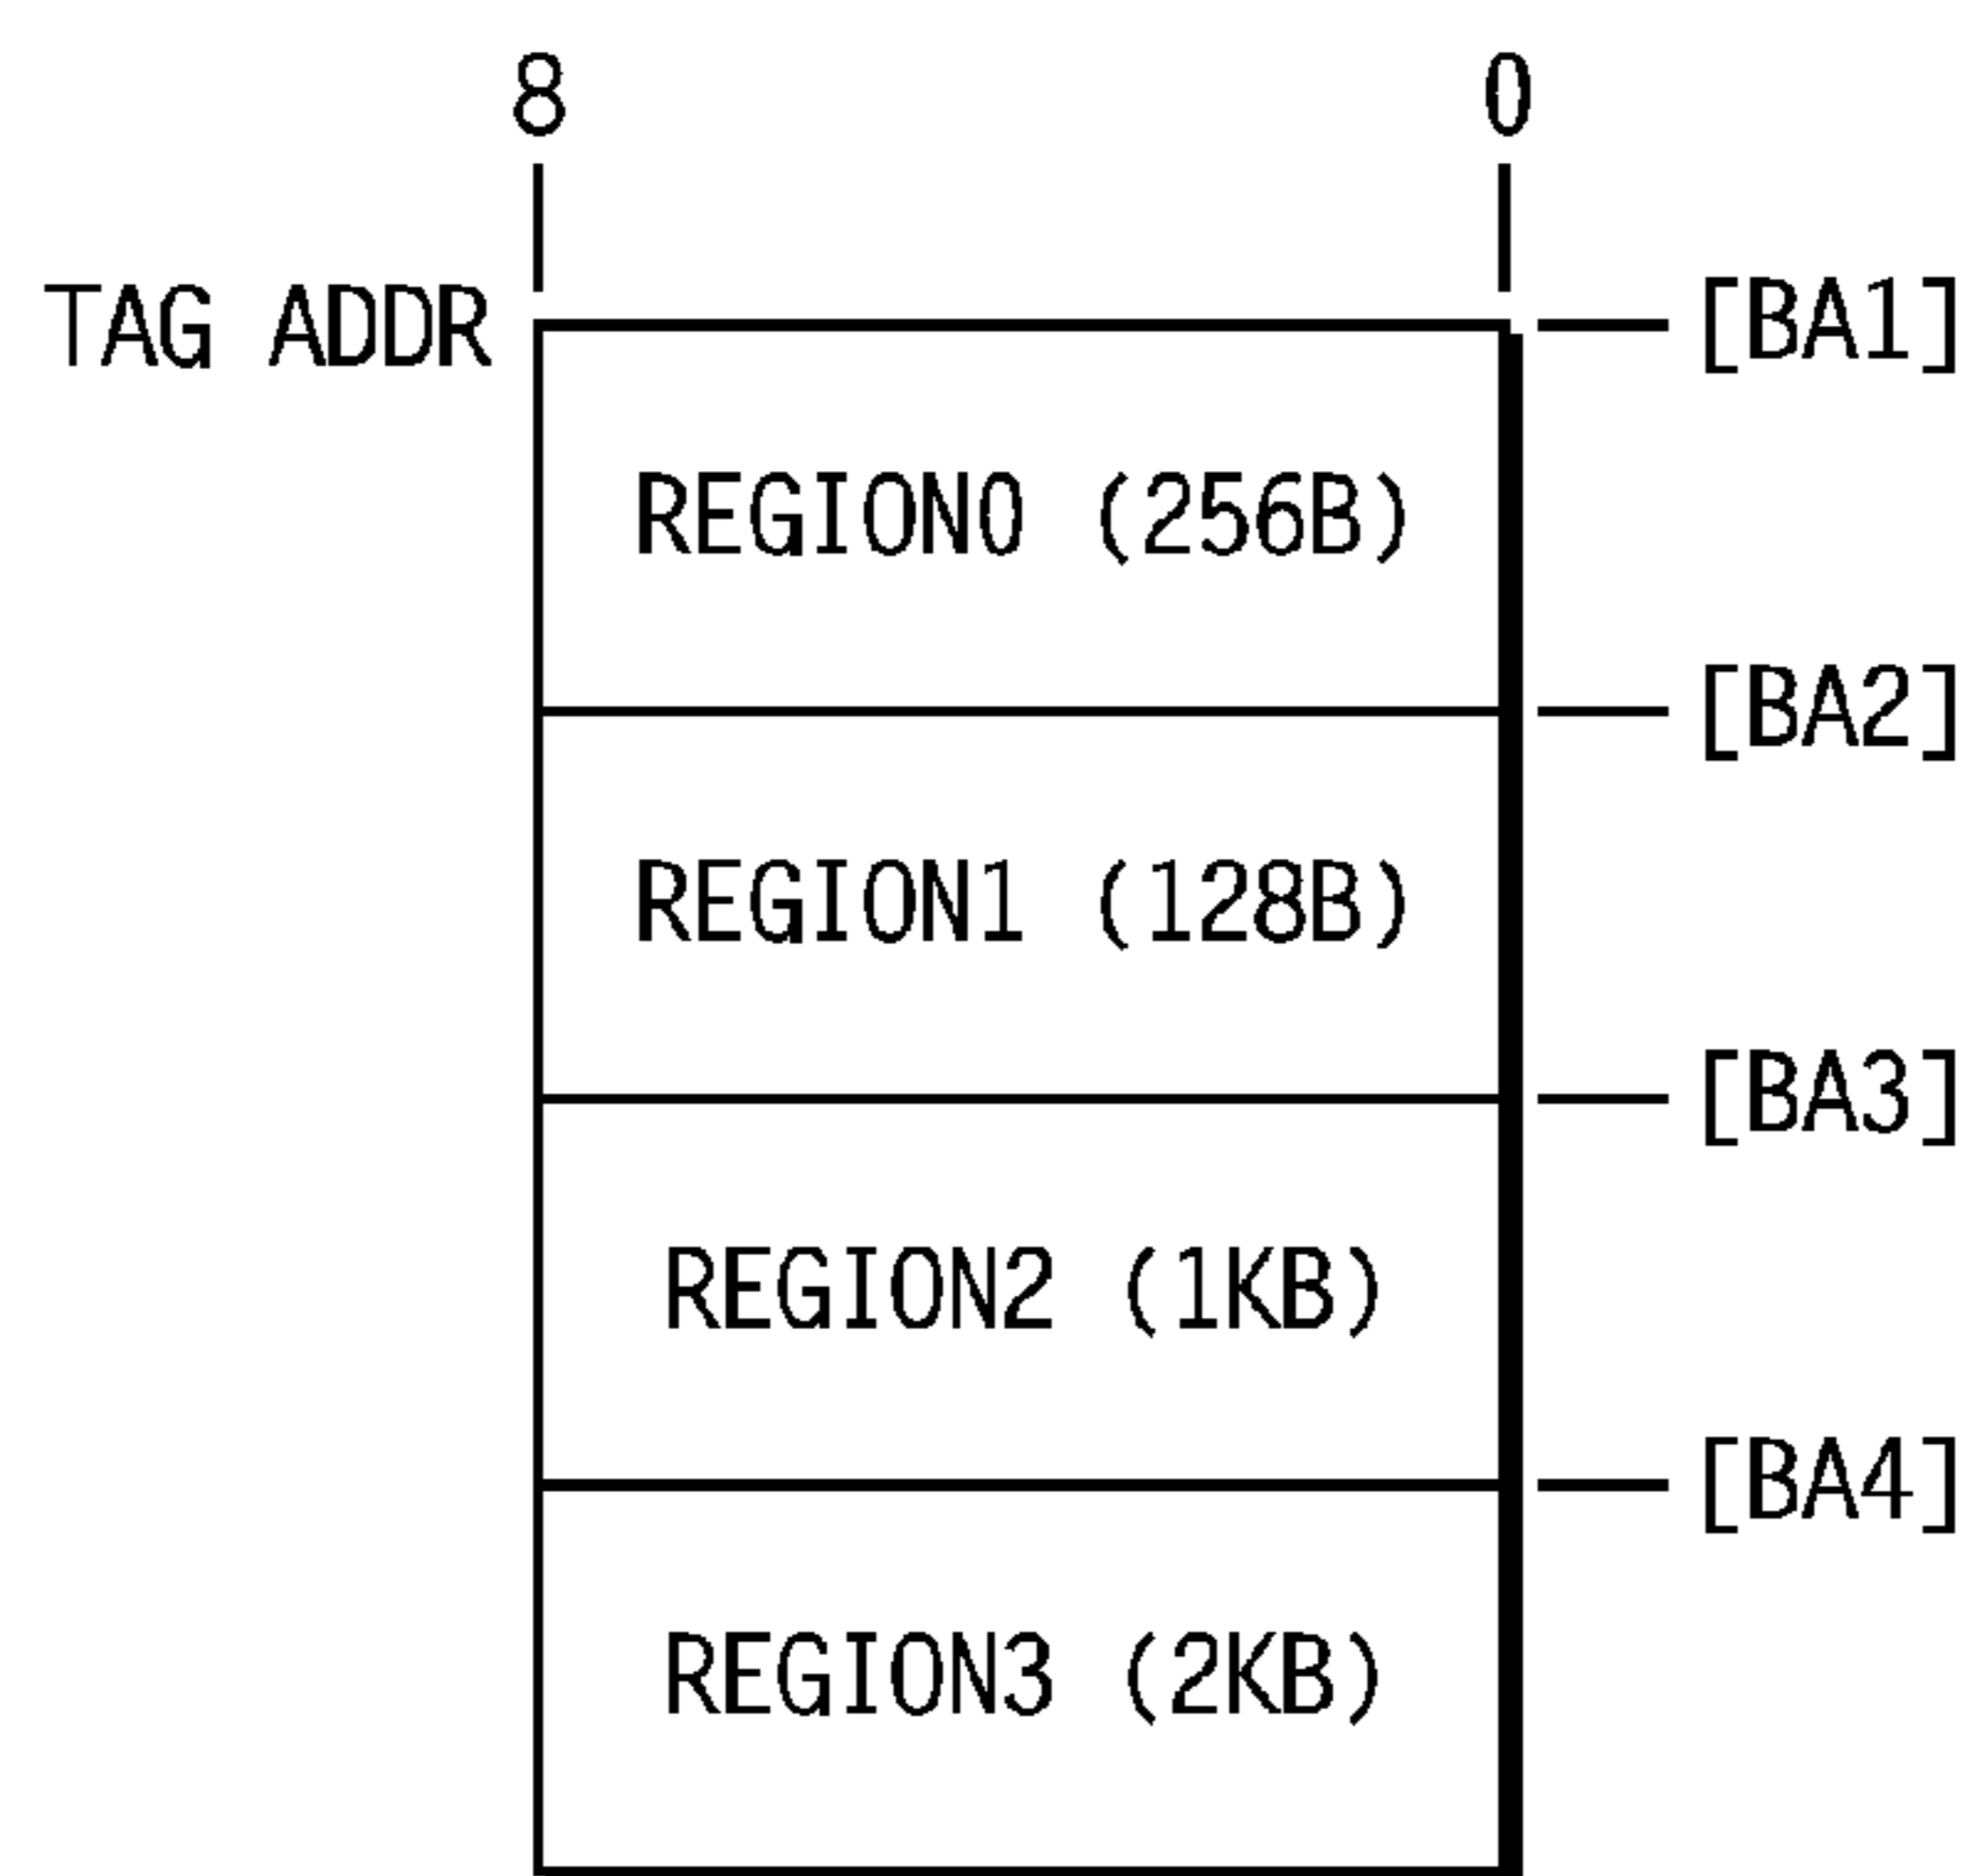 8 0
TAG ADDR [BA1]
REGION0 (256B)
[BA2]
REGION1 (128B)
[BA3]
REGION2 (1KB)
[BA4]
REGION3 (2KB)